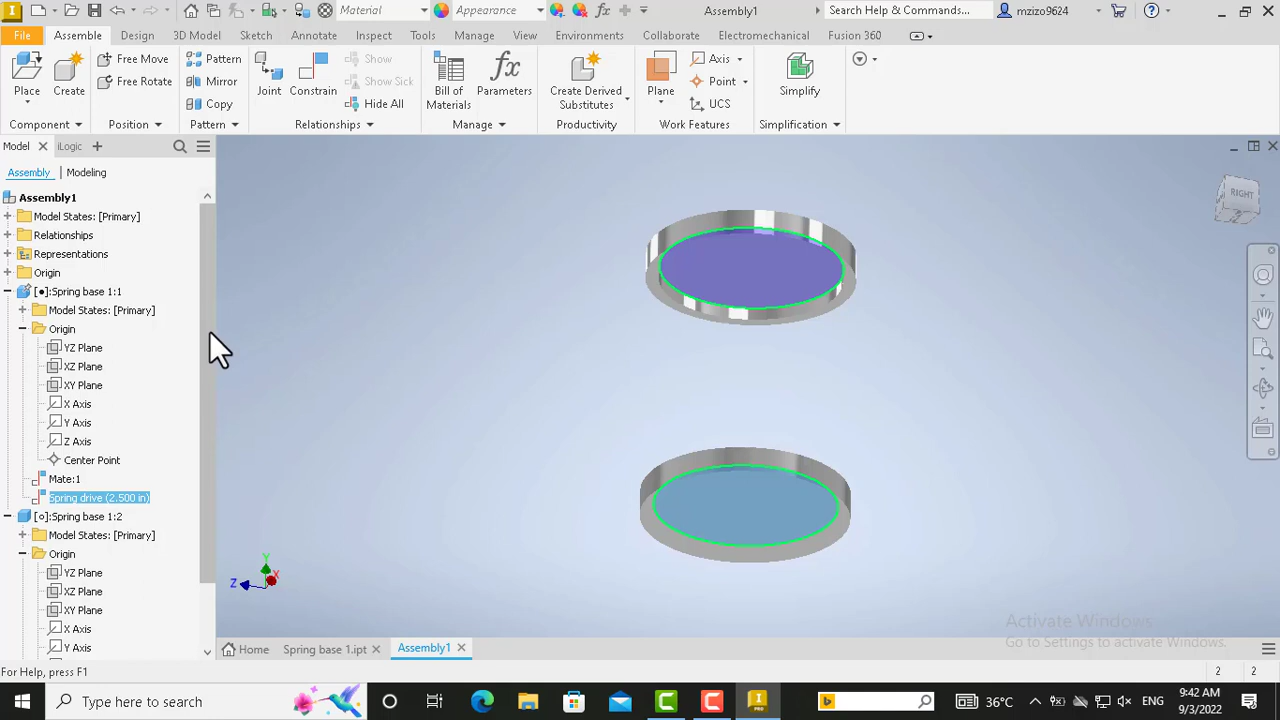 Material
Appearance
Assembly1
Search Help & Commands...
mzizo9624
File
Assemble
Design
3D Model
Sketch
Annotate
Inspect
Tools
Manage
View
Environments
Collaborate
Electromechanical
Fusion 360
Place
Create
Free Move
Free Rotate
Pattern
Mirror
Copy
Joint
Constrain
Show
Show Sick
Hide All
Bill of Materials
Parameters
Create Derived Substitutes
Plane
Axis
Point
UCS
Simplify
Component
Position
Pattern
Relationships
Manage
Productivity
Work Features
Simplification
Model
iLogic
Assembly
Modeling
Assembly1
Model States: [Primary]
Relationships
Representations
Origin
[●]:Spring base 1:1
Model States: [Primary]
Origin
YZ Plane
XZ Plane
XY Plane
X Axis
Y Axis
Z Axis
Center Point
Mate:1
Spring drive (2.500 in)
[○]:Spring base 1:2
Model States: [Primary]
Origin
YZ Plane
XZ Plane
XY Plane
X Axis
Y Axis
RIGHT
Y
X
Z
Activate Windows
Go to Settings to activate Windows.
Home
Spring base 1.ipt
Assembly1
For Help, press F1
2
2
Type here to search
36°C
ENG
9:42 AM
9/3/2022